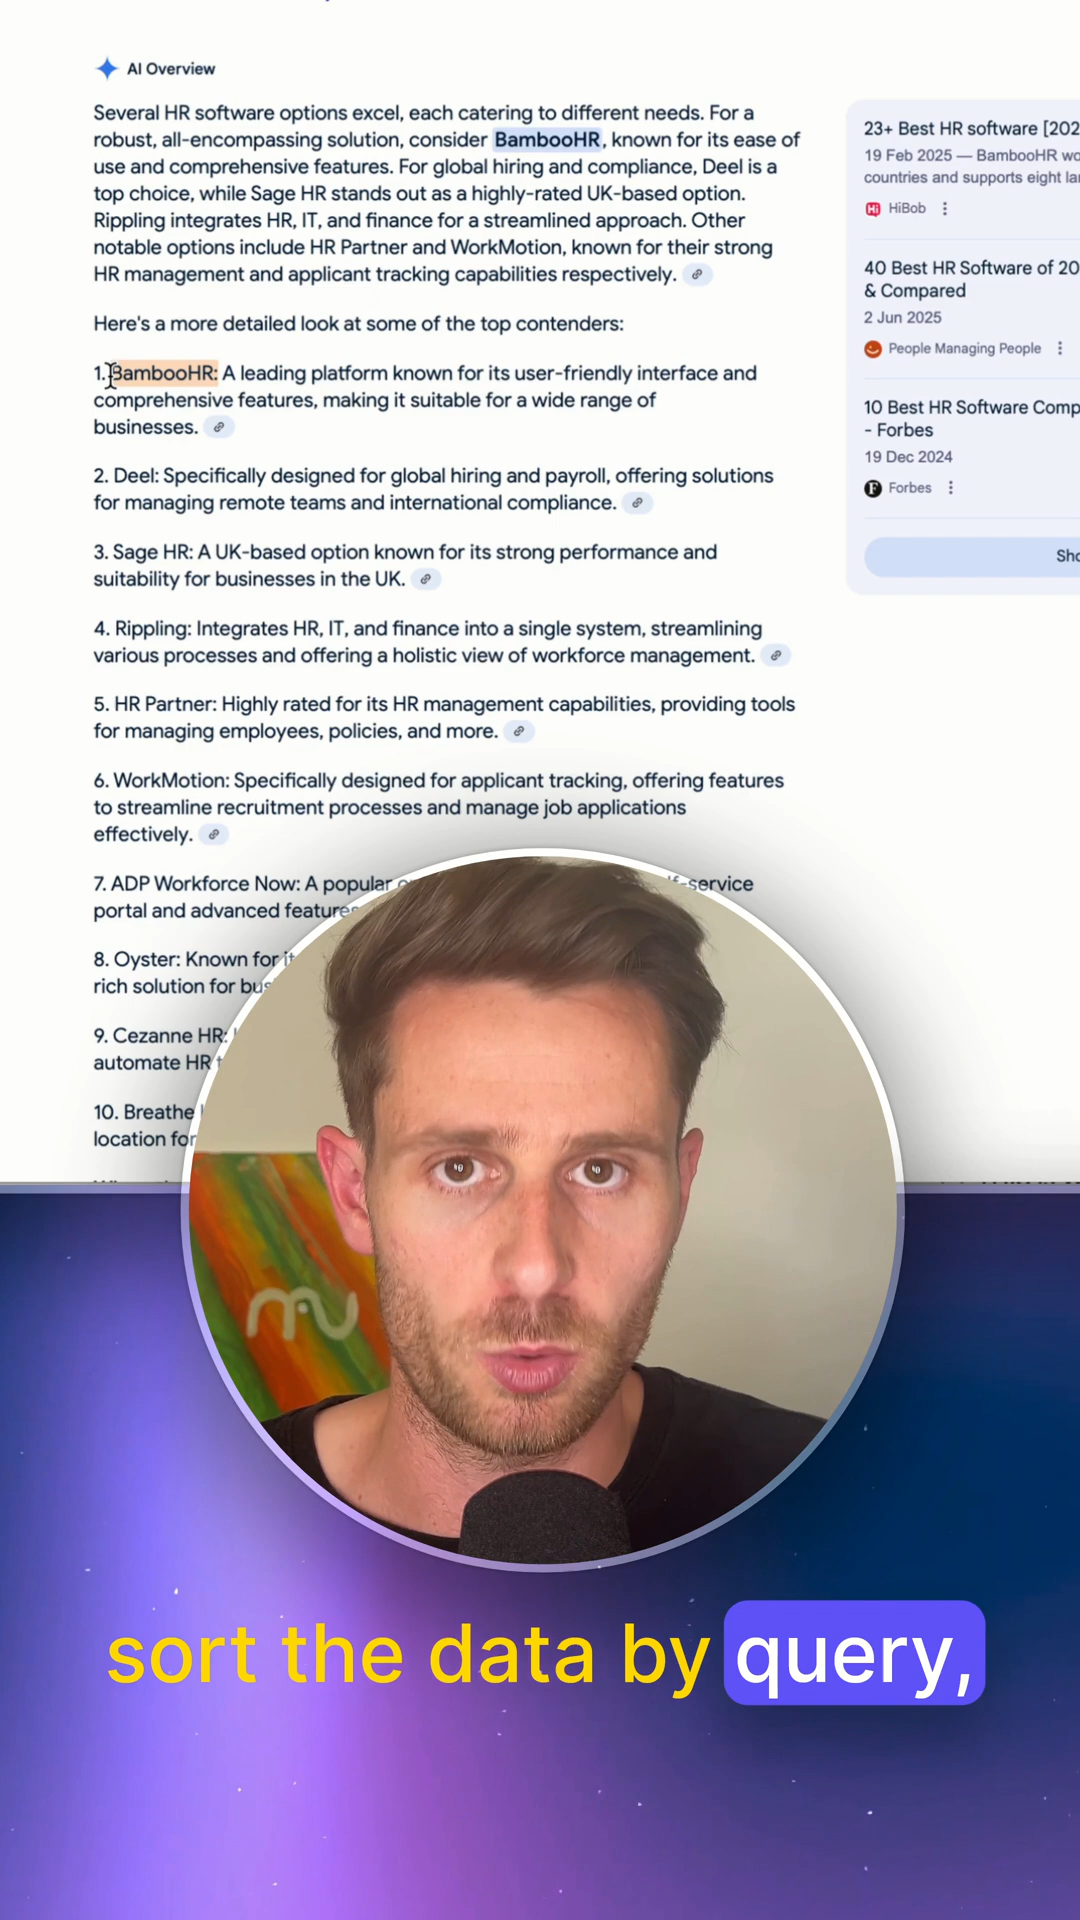 AI Overview
Several HR software options excel, each catering to different needs. For a
robust, all-encompassing solution, consider BambooHR, known for its ease of
use and comprehensive features. For global hiring and compliance, Deel is a
top choice, while Sage HR stands out as a highly-rated UK-based option.
Rippling integrates HR, IT, and finance for a streamlined approach. Other
notable options include HR Partner and WorkMotion, known for their strong
HR management and applicant tracking capabilities respectively.
Here's a more detailed look at some of the top contenders:
1. BambooHR: A leading platform known for its user-friendly interface and
comprehensive features, making it suitable for a wide range of
businesses.
2. Deel: Specifically designed for global hiring and payroll, offering solutions
for managing remote teams and international compliance.
3. Sage HR: A UK-based option known for its strong performance and
suitability for businesses in the UK.
4. Rippling: Integrates HR, IT, and finance into a single system, streamlining
various processes and offering a holistic view of workforce management.
5. HR Partner: Highly rated for its HR management capabilities, providing tools
for managing employees, policies, and more.
6. WorkMotion: Specifically designed for applicant tracking, offering features
to streamline recruitment processes and manage job applications
effectively.
7. ADP Workforce Now: A popular
-service
portal and advanced features
8. Oyster: Known for
rich solution for
9. Cezanne HR:
automate HR
10. Breathe
location for
23+ Best HR software [202
19 Feb 2025 — BambooHR wo
countries and supports eight la
HiBob
40 Best HR Software of 20
& Compared
2 Jun 2025
People Managing People
10 Best HR Software Comp
- Forbes
19 Dec 2024
Forbes
Sho
sort the data by query,